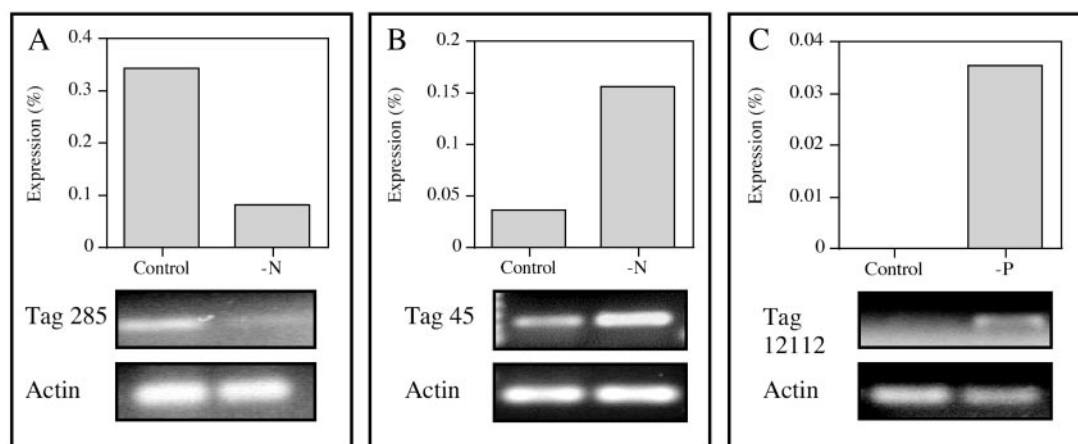 A
0.4
0.3
0.2
0.1
0
Expression (%)
Control -N
Tag 285
Actin
B
0.2
0.15
0.1
0.05
0
Expression (%)
Control -N
Tag 45
Actin
C
0.04
0.03
0.02
0.01
0
Expression (%)
Control -P
Tag
12112
Actin